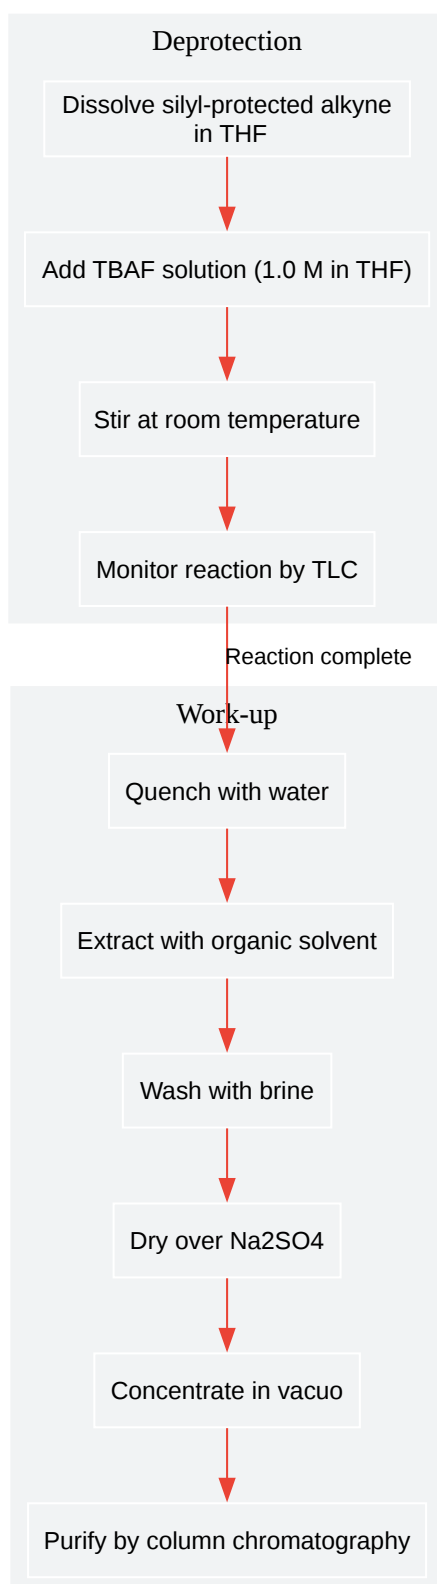 Deprotection
Dissolve silyl-protected alkyne
in THF
Add TBAF solution (1.0 M in THF)
Stir at room temperature
Monitor reaction by TLC
Reaction complete
Work-up
Quench with water
Extract with organic solvent
Wash with brine
Dry over Na2SO4
Concentrate in vacuo
Purify by column chromatography